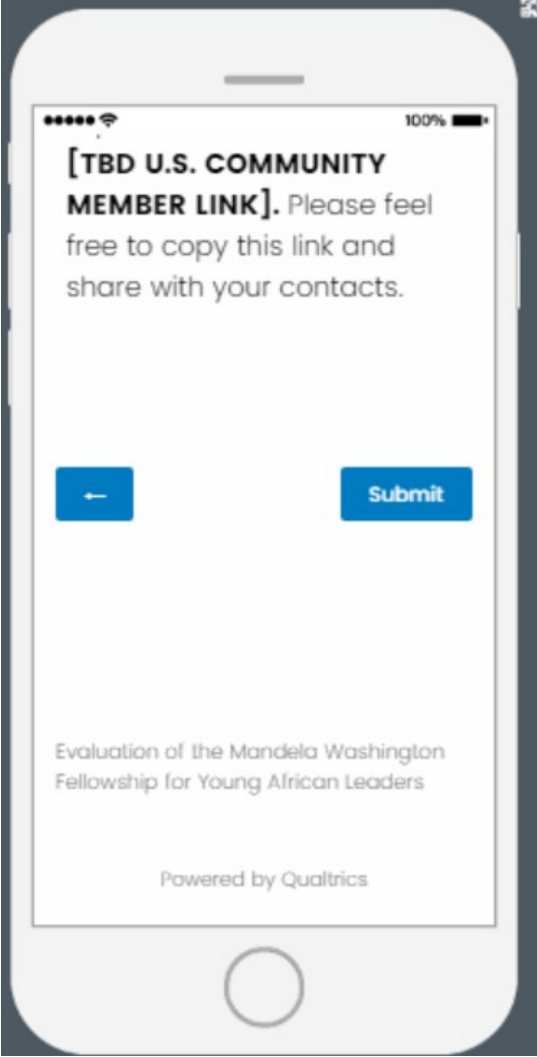 100%
[TBD U.S. COMMUNITY
MEMBER LINK]. Please feel
free to copy this link and
share with your contacts.
← Submit
Evaluation of the Mandela Washington
Fellowship for Young African Leaders
Powered by Qualtrics